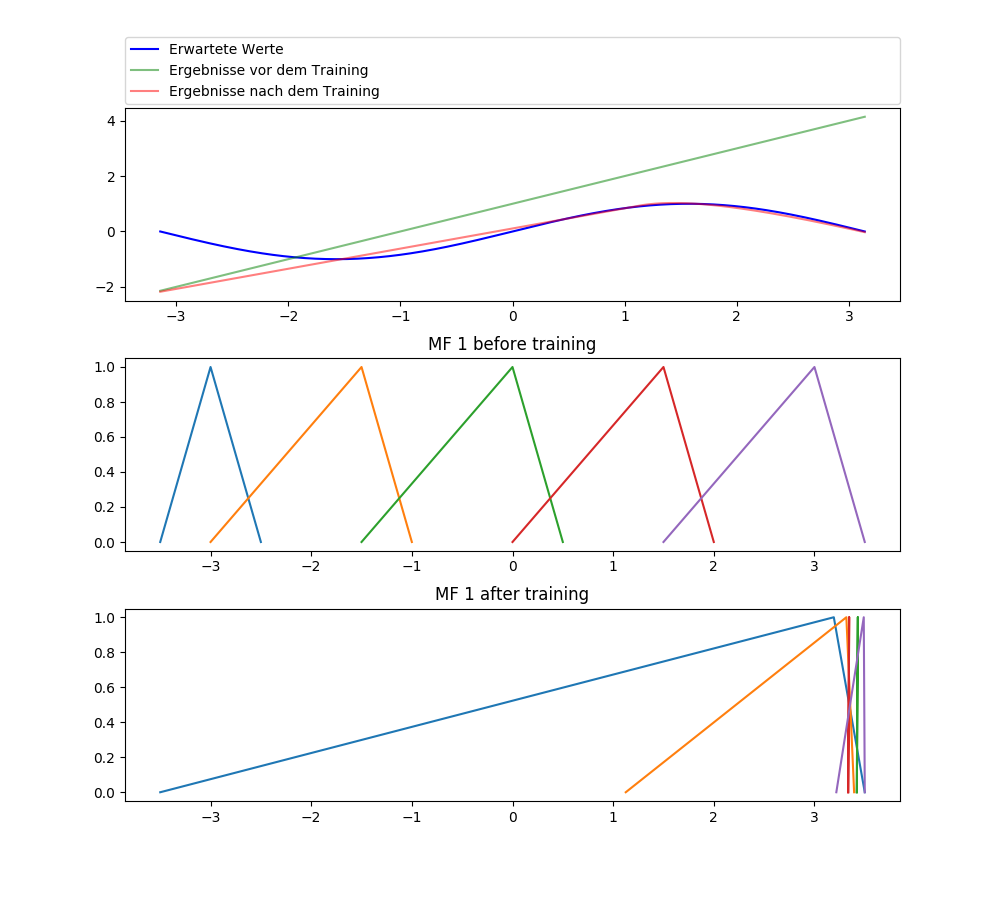 Erwartete Werte
Ergebnisse vor dem Training
Ergebnisse nach dem Training
4
2
0
−2
−3 −2 −1 0 1 2 3
MF 1 before training
1.0
0.8
0.6
0.4
0.2
0.0
−3 −2 −1 0 1 2 3
MF 1 after training
1.0
0.8
0.6
0.4
0.2
0.0
−3 −2 −1 0 1 2 3